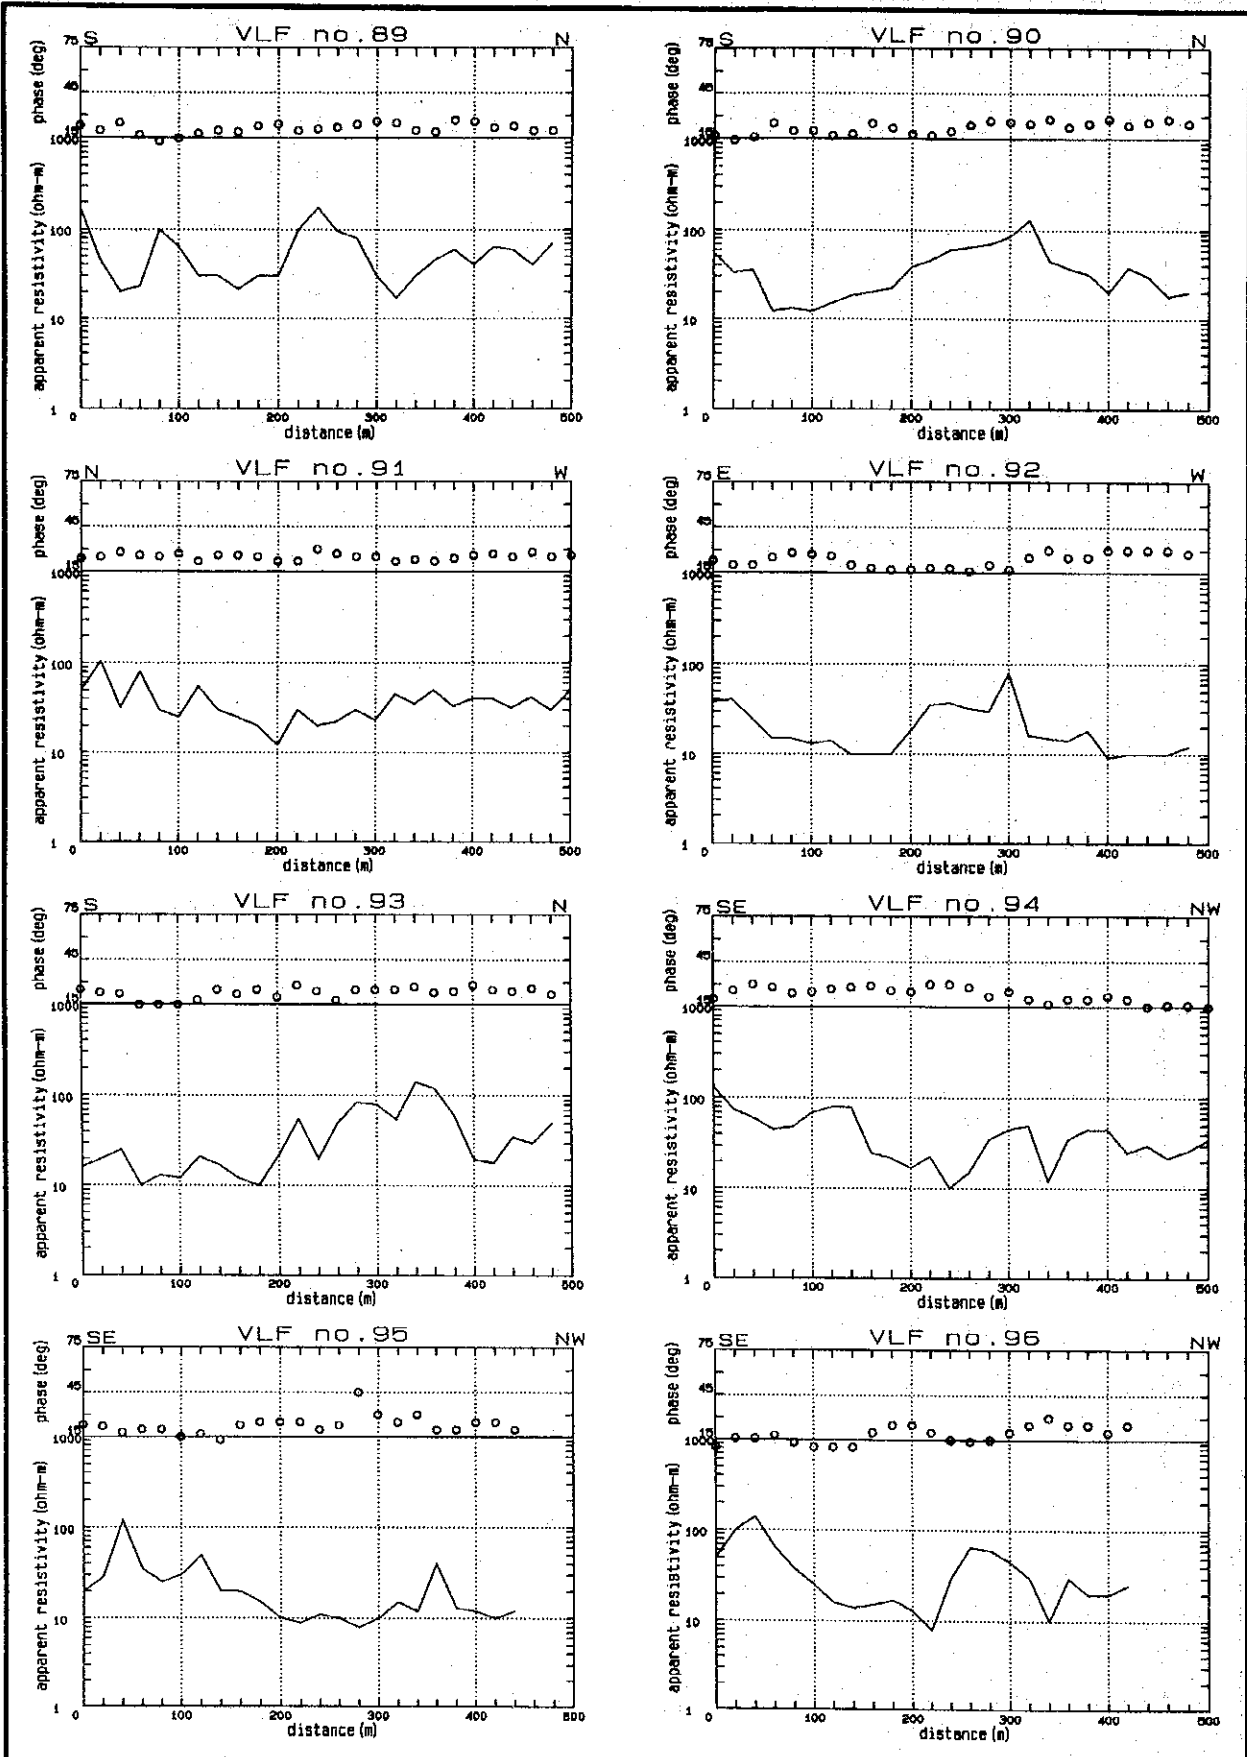 VLF no.89
S N
75
45
15
1000
100
10
1
phase (deg)
apparent resistivity (ohm-m)
0 100 200 300 400 500
distance (m)
VLF no.90
S N
75
45
15
1000
100
10
1
phase (deg)
apparent resistivity (ohm-m)
0 100 200 300 400 500
distance (m)
VLF no.91
N W
75
45
15
1000
100
10
1
phase (deg)
apparent resistivity (ohm-m)
0 100 200 300 400 500
distance (m)
VLF no.92
E W
75
45
15
1000
100
10
1
phase (deg)
apparent resistivity (ohm-m)
0 100 200 300 400 500
distance (m)
VLF no.93
S N
75
45
15
1000
100
10
1
phase (deg)
apparent resistivity (ohm-m)
0 100 200 300 400 500
distance (m)
VLF no.94
SE NW
75
45
15
1000
100
10
1
phase (deg)
apparent resistivity (ohm-m)
0 100 200 300 400 500
distance (m)
VLF no.95
SE NW
75
45
15
1000
100
10
1
phase (deg)
apparent resistivity (ohm-m)
0 100 200 300 400 500
distance (m)
VLF no.96
SE NW
75
45
15
1000
100
10
1
phase (deg)
apparent resistivity (ohm-m)
0 100 200 300 400 500
distance (m)